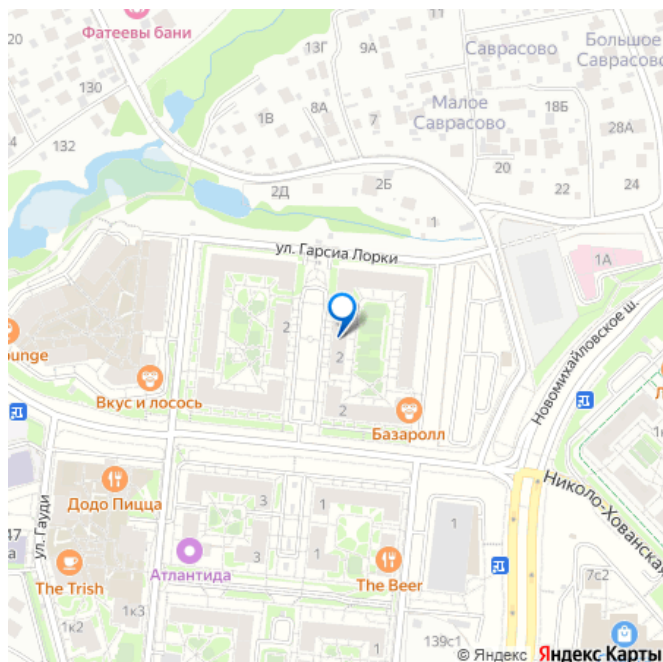 Фатеевы бани
20
130
13Г
9А
Саврасово
Большое
Саврасово
Малое
Саврасово
18Б
28А
8А
1В
7
4
132
20
22
24
2Д
2Б
1
ул. Гарсиа Лорки
1А
Новомихайловское ш.
2
2
2
ounge
Вкус и лосось
Базаролл
Додо Пицца
ул. Гауди
Николо-Хованская
47
а
3
1
1
3
1
Атлантида
The Beer
The Trish
1к3
1к2
7с2
139с1
© Яндекс Яндекс Карты